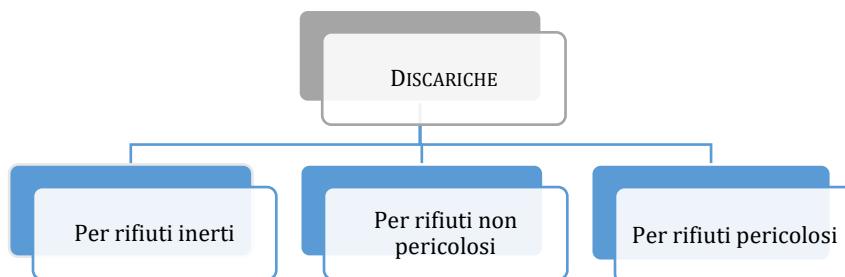 DISCARICHE
Per rifiuti inerti
Per rifiuti non
pericolosi
Per rifiuti pericolosi